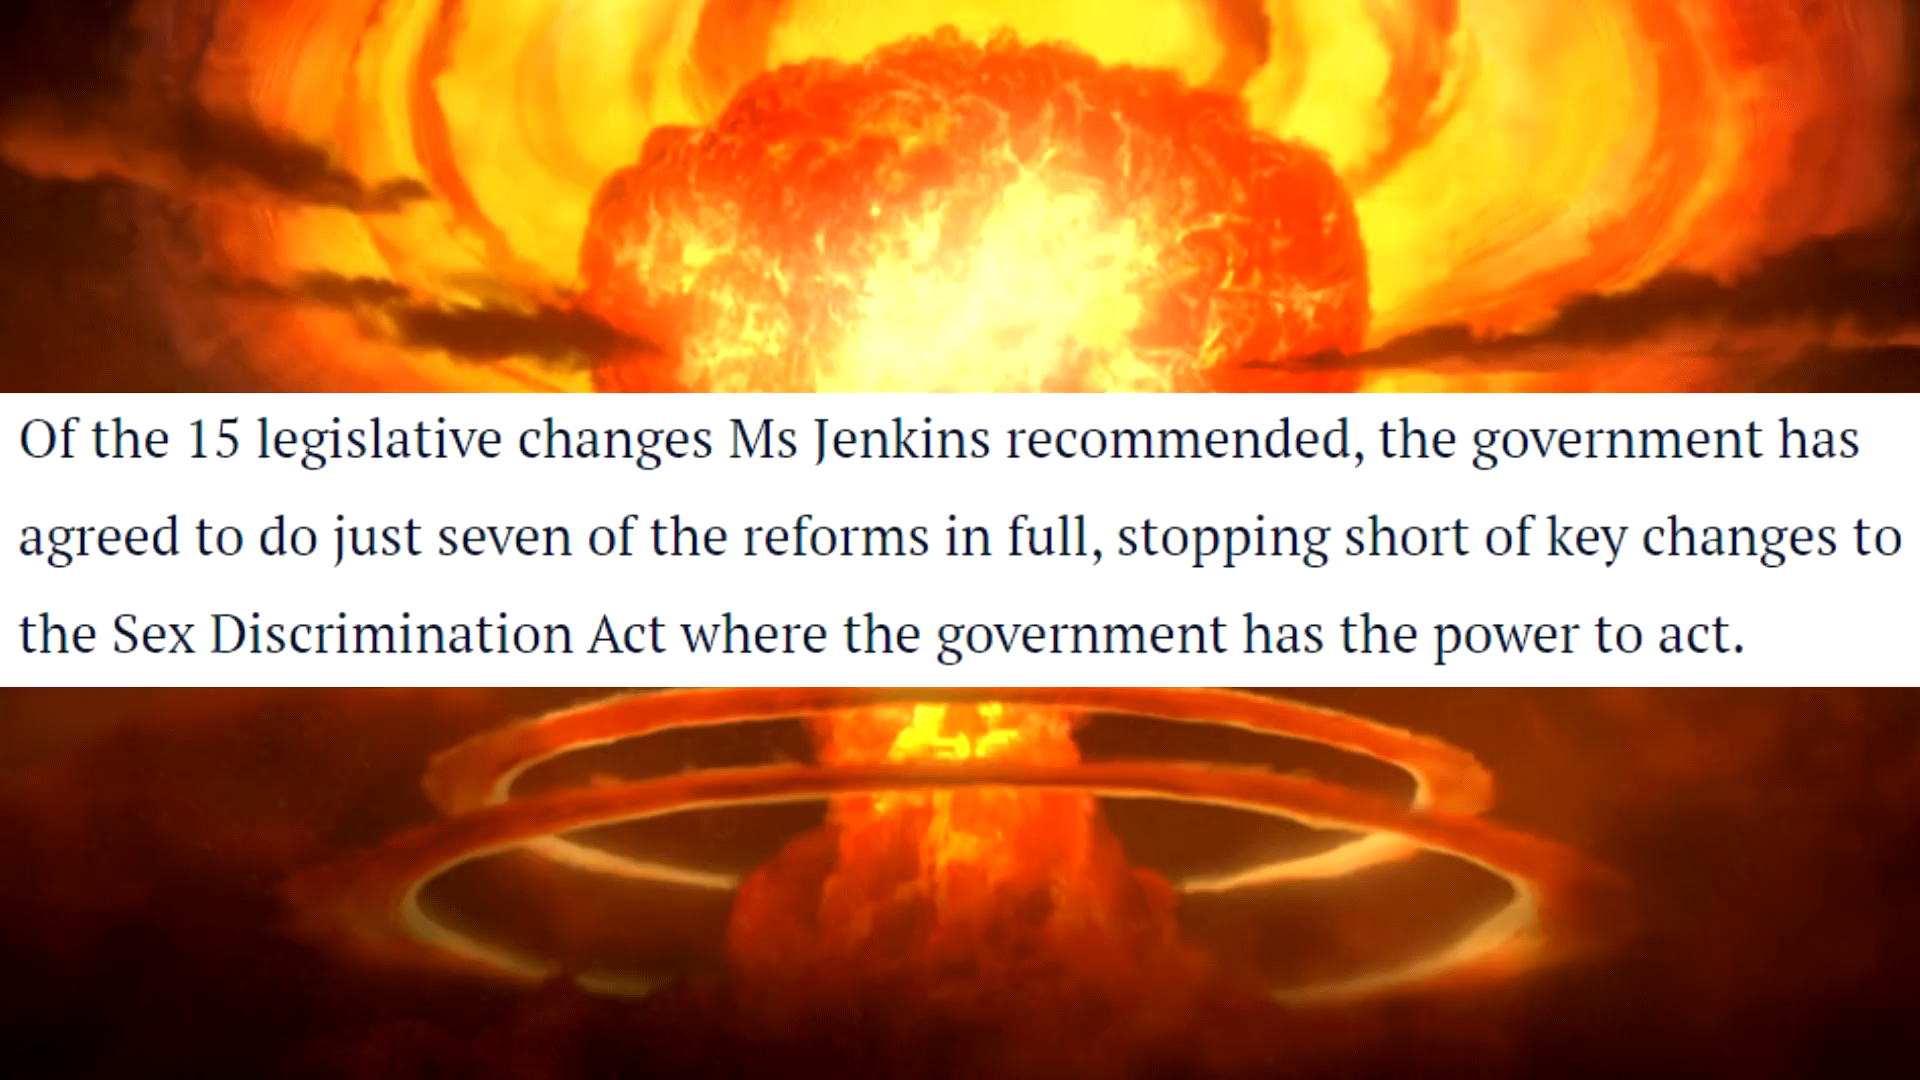 Of the 15 legislative changes Ms Jenkins recommended, the government has
agreed to do just seven of the reforms in full, stopping short of key changes to
the Sex Discrimination Act where the government has the power to act.